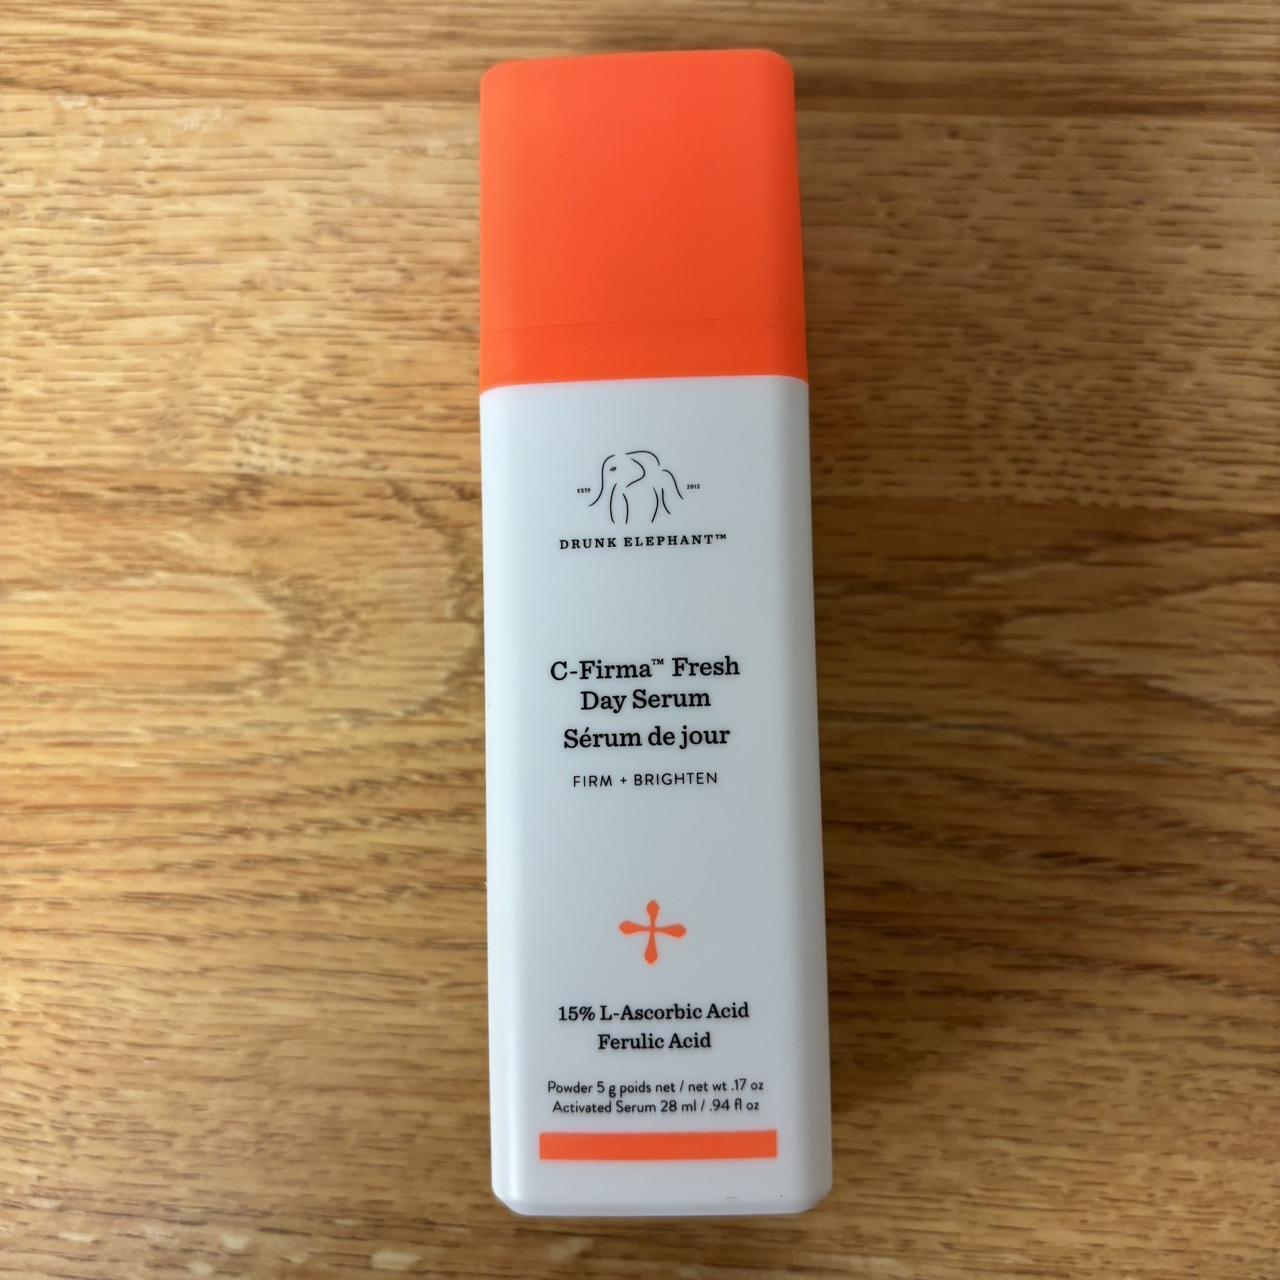 ESTD 2012
DRUNK ELEPHANT™
C-Firma™ Fresh
Day Serum
Sérum de jour
FIRM + BRIGHTEN
15% L-Ascorbic Acid
Ferulic Acid
Powder 5 g poids net / net wt .17 oz
Activated Serum 28 ml / .94 fl oz